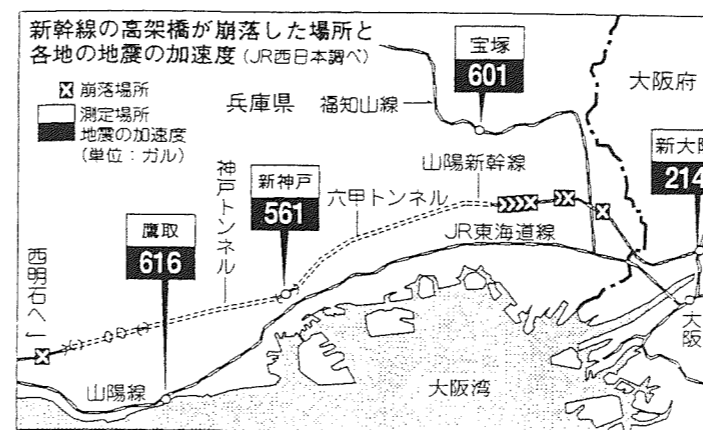 新幹線の高架橋が崩落した場所と
各地の地震の加速度(JR西日本調べ)
崩落場所
測定場所
地震の加速度
(単位:ガル)
兵庫県
福知山線
宝塚
601
大阪府
新大阪
214
山陽新幹線
六甲トンネル
新神戸
561
神戸トンネル
JR東海道線
鷹取
616
西明石へ
山陽線
大阪湾
大阪